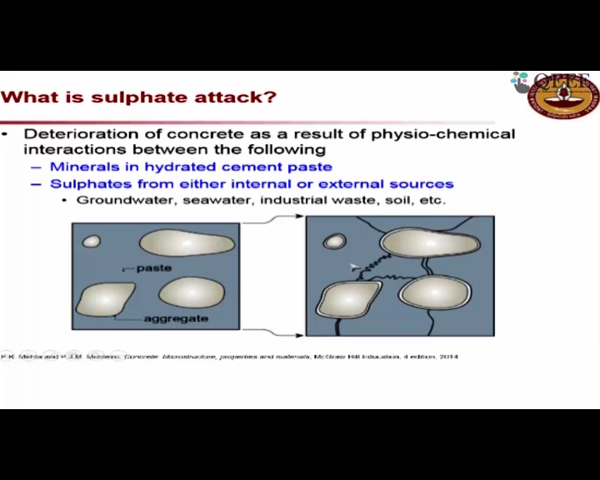 QEEE
What is sulphate attack?
• Deterioration of concrete as a result of physio-chemical
interactions between the following
– Minerals in hydrated cement paste
– Sulphates from either internal or external sources
• Groundwater, seawater, industrial waste, soil, etc.
paste
aggregate
P.K. Mehta and P.J.M. Monteiro, Concrete: Microstructure, properties and materials, McGraw Hill Education, 4 edition, 2014